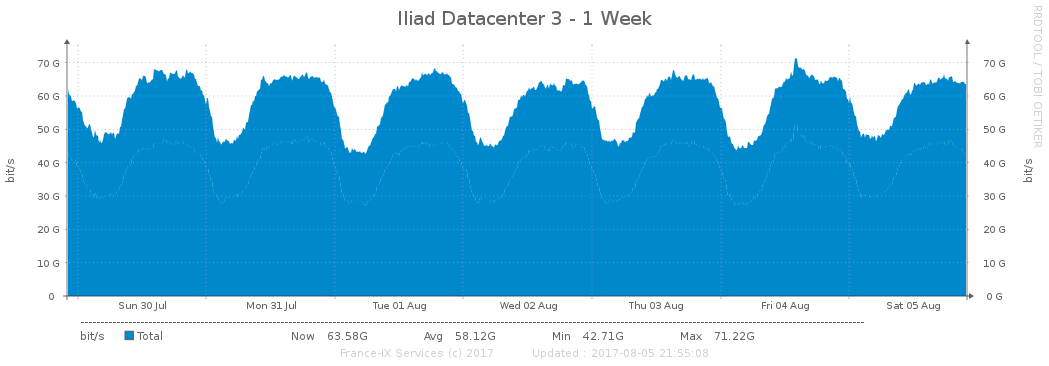 Iliad Datacenter 3 - 1 Week
RRDTOOL / TOBI OETIKER
70 G 70 G
60 G 60 G
50 G 50 G
40 G 40 G
30 G 30 G
20 G 20 G
10 G 10 G
0 0 G
bit/s bit/s
Sun 30 Jul Mon 31 Jul Tue 01 Aug Wed 02 Aug Thu 03 Aug Fri 04 Aug Sat 05 Aug
bit/s Total Now 63.58G Avg 58.12G Min 42.71G Max 71.22G
France-IX Services (c) 2017 Updated : 2017-08-05 21:55:08